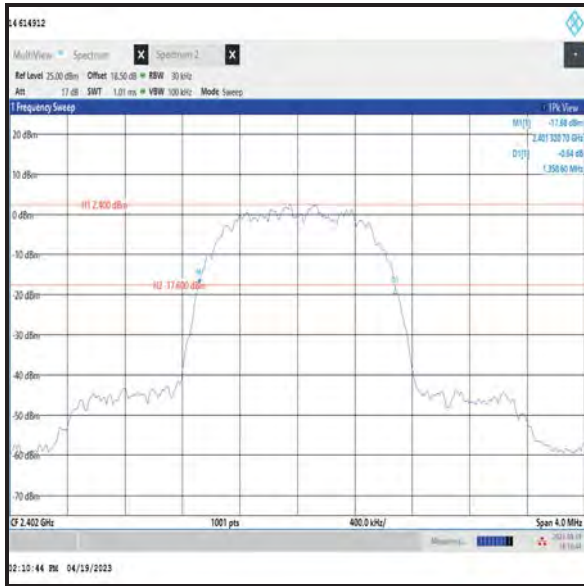 14 614912
MultiView Spectrum X Spectrum 2 X
Ref Level 25.00 dBm Offset 18.50 dB RBW 30 kHz
Att 17 dB SWT 1.01 ms VBW 100 kHz Mode Sweep
1 Frequency Sweep 1Pk View
M1[1] -17.68 dBm
2.401 320 70 GHz
D1[1] -0.64 dB
1.350 60 MHz
20 dBm
10 dBm
H1 2.400 dBm
0 dBm
-10 dBm
H2 -17.600 dBm
-20 dBm
-30 dBm
-40 dBm
-50 dBm
-60 dBm
-70 dBm
CF 2.402 GHz 1001 pts 400.0 kHz/ Span 4.0 MHz
02:10:44 PM 04/19/2023